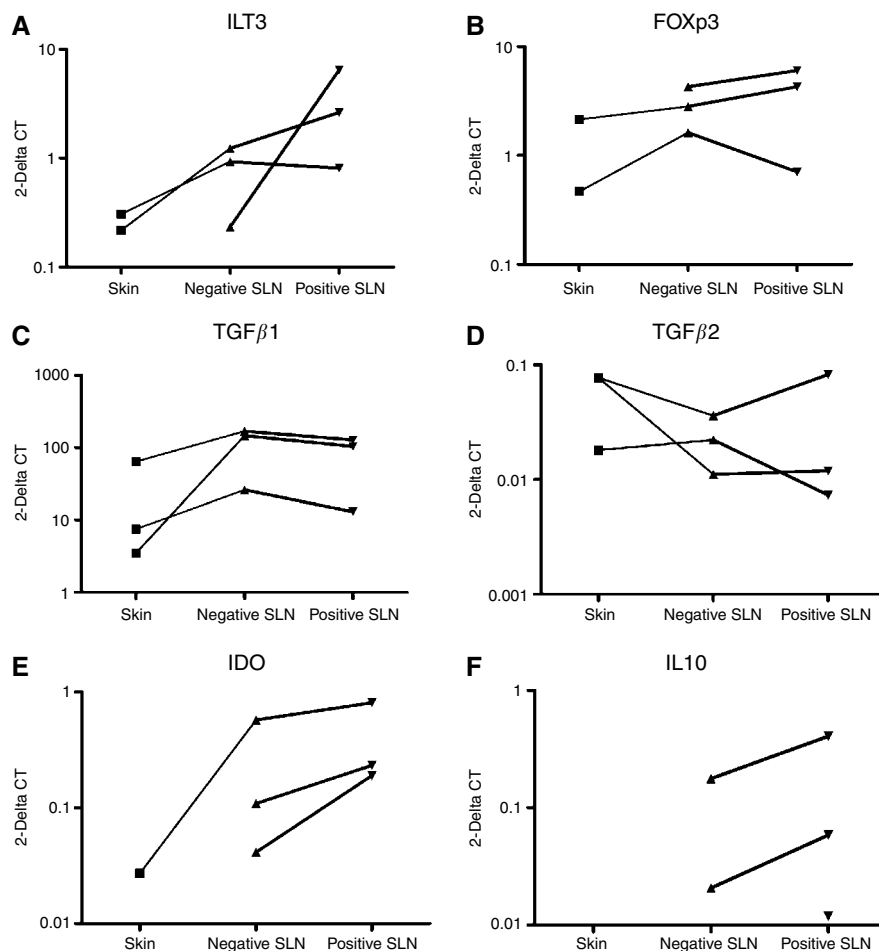 A
ILT3
10
1
0.1
2-Delta CT
Skin Negative SLN Positive SLN
B
FOXp3
10
1
0.1
2-Delta CT
Skin Negative SLN Positive SLN
C
TGFβ1
1000
100
10
1
2-Delta CT
Skin Negative SLN Positive SLN
D
TGFβ2
0.1
0.01
0.001
2-Delta CT
Skin Negative SLN Positive SLN
E
IDO
1
0.1
0.01
2-Delta CT
Skin Negative SLN Positive SLN
F
IL10
1
0.1
0.01
2-Delta CT
Skin Negative SLN Positive SLN